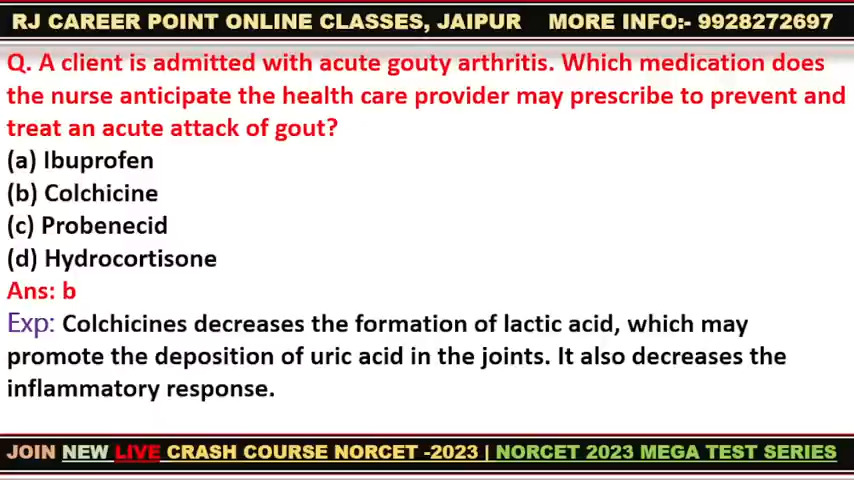 RJ CAREER POINT ONLINE CLASSES, JAIPUR MORE INFO:- 9928272697
Q. A client is admitted with acute gouty arthritis. Which medication does
the nurse anticipate the health care provider may prescribe to prevent and
treat an acute attack of gout?
(a) Ibuprofen
(b) Colchicine
(c) Probenecid
(d) Hydrocortisone
Ans: b
Exp: Colchicines decreases the formation of lactic acid, which may
promote the deposition of uric acid in the joints. It also decreases the
inflammatory response.
JOIN NEW LIVE CRASH COURSE NORCET -2023 | NORCET 2023 MEGA TEST SERIES